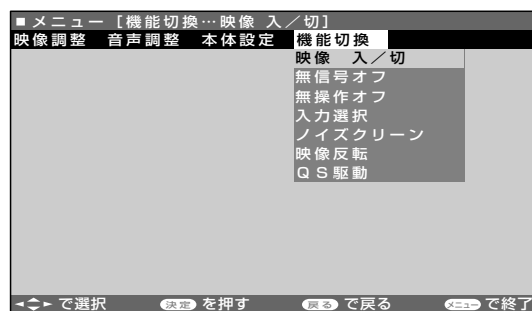 ■メニュー [機能切換…映像 入／切]
映像調整 音声調整 本体設定 機能切換
映像 入／切
無信号オフ
無操作オフ
入力選択
ノイズクリーン
映像反転
ＱＳ駆動
で選択 決定 を押す 戻る で戻る メニュー で終了